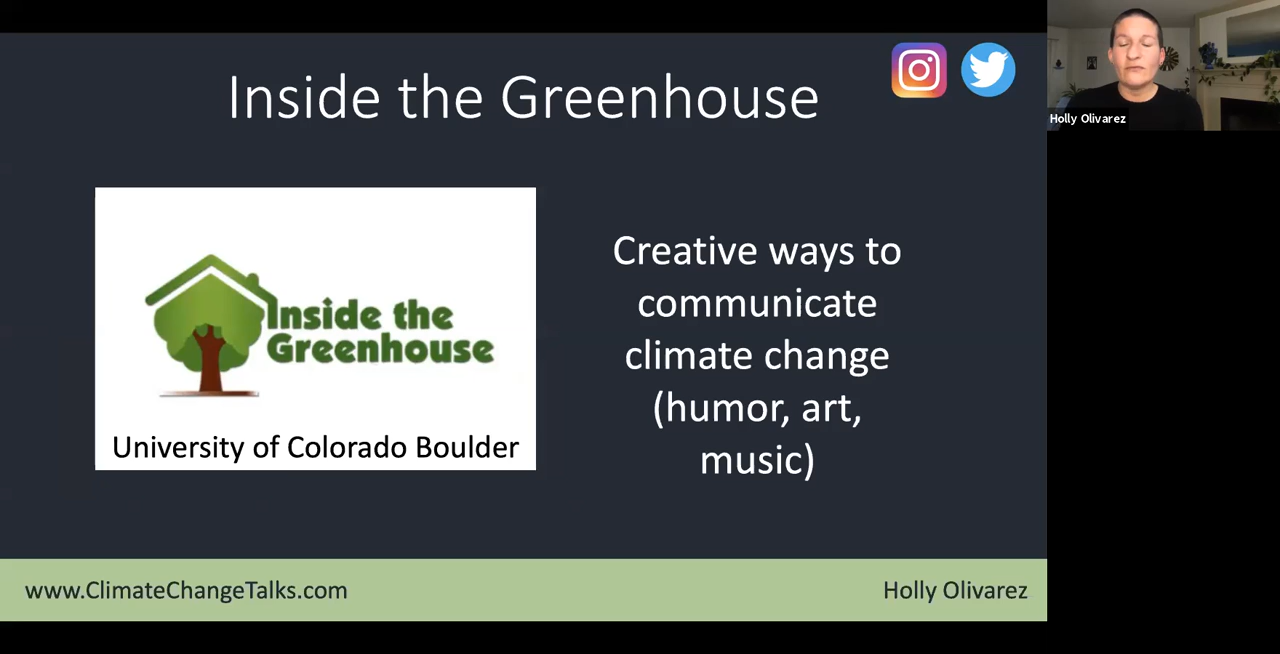 Inside the Greenhouse
Holly Olivarez
Inside the
Greenhouse
University of Colorado Boulder
Creative ways to
communicate
climate change
(humor, art,
music)
www.ClimateChangeTalks.com
Holly Olivarez